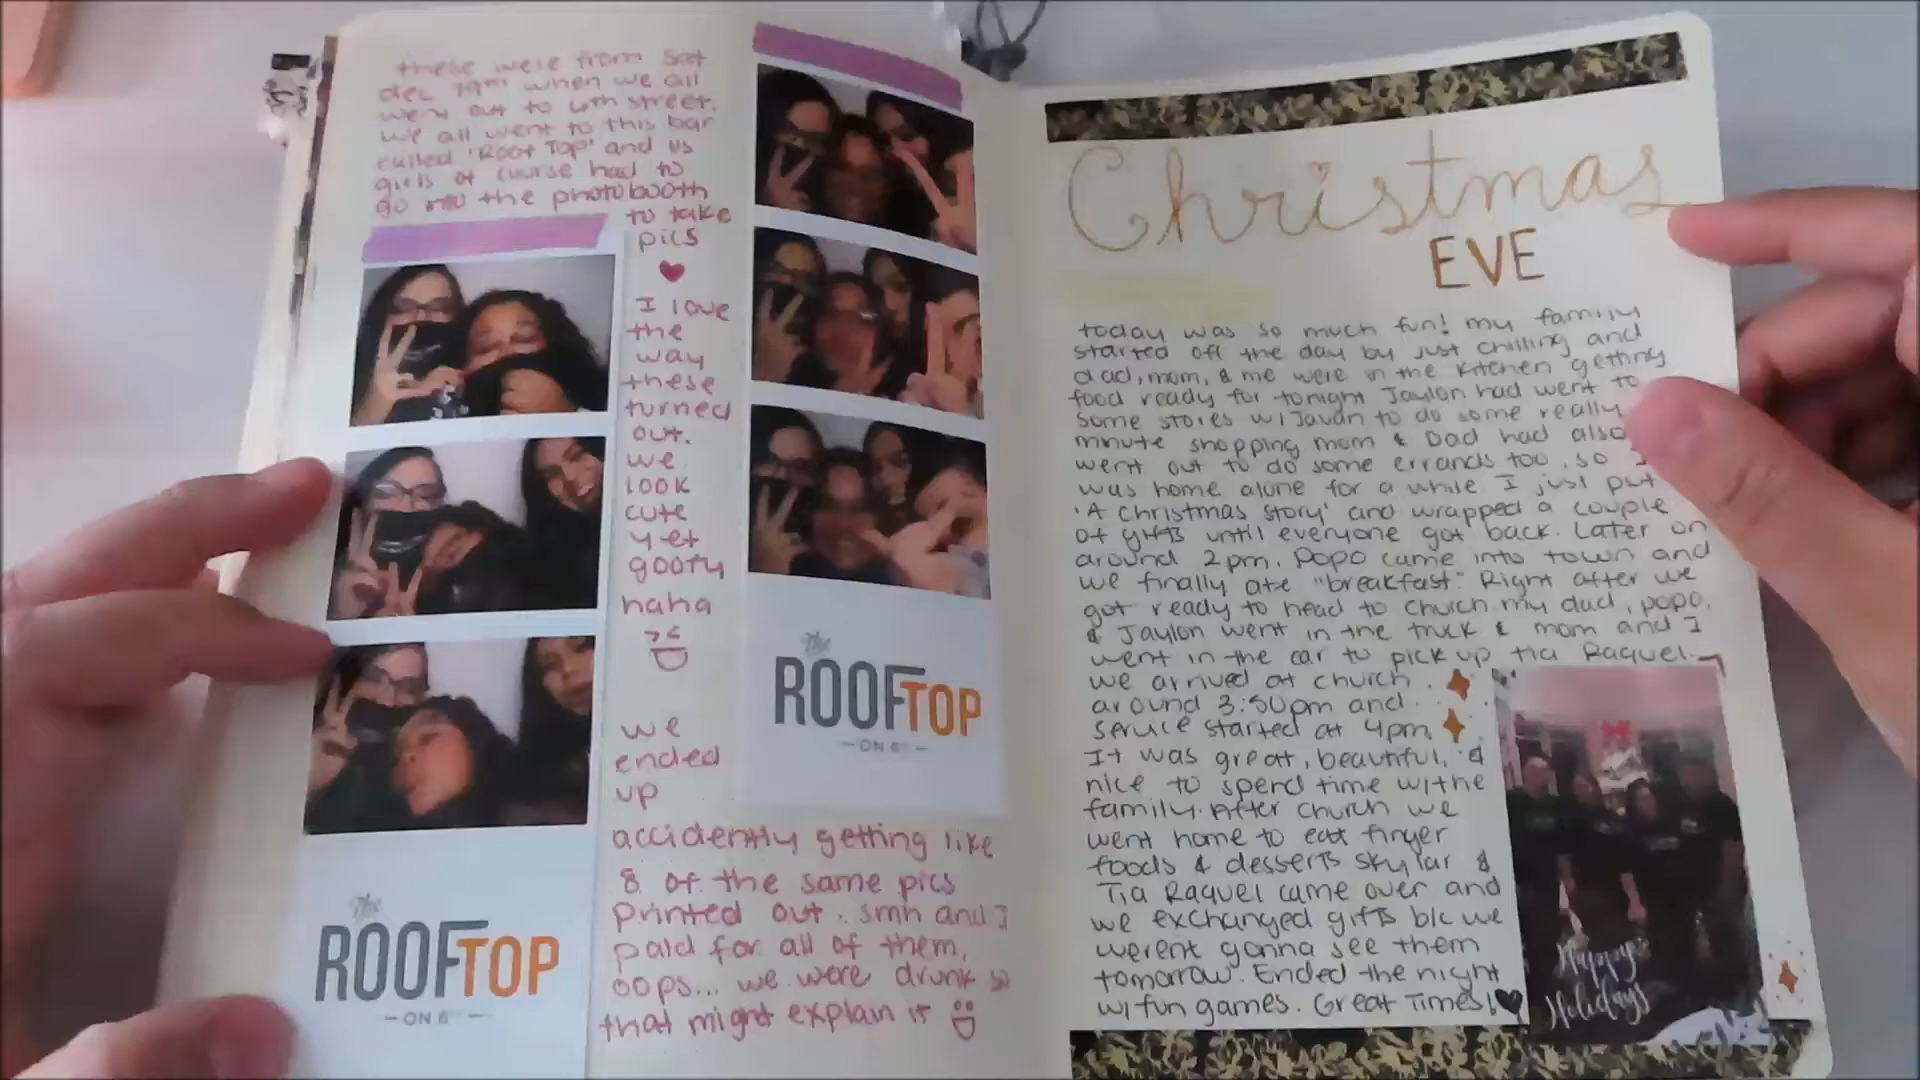 these were from Sat
dec 19th when we all
went out to 6th street.
we all went to this bar
called 'Roof Top' and us
girls of course had to
go into the photobooth
to take
pics
I love
the
way
these
turned
out.
we
look
cute
yet
goofy
haha
we
ended
up
accidently getting like
8 of the same pics
printed out. smh and I
paid for all of them,
oops... we were drunk so
that might explain it
The
ROOFTOP
-ON 6TH-
The
ROOFTOP
-ON 6TH-
Christmas
EVE
today was so much fun! my family
started off the day by just chilling and
dad, mom, & me were in the kitchen getting
food ready for tonight Jaylon had went to
some stores w/ Javan to do some really
minute shopping mom & Dad had also
went out to do some errands too, so I
was home alone for a while I just put
'A Christmas Story' and wrapped a couple
of gifts until everyone got back. Later on
around 2pm. Popo came into town and
we finally ate "breakfast". Right after we
got ready to head to church my dad, popo,
& Jaylon went in the truck & mom and I
went in the car to pick up tia Raquel.
we arrived at church
around 3:50pm and
service started at 4pm
It was great, beautiful, &
nice to spend time w/the
family. After church we
went home to eat finger
foods & desserts skylar &
Tia Raquel came over and
we exchanged gifts b/c we
werent gonna see them
tomorrow. Ended the night
w/ fun games. Great Times!
Happy
Holidays